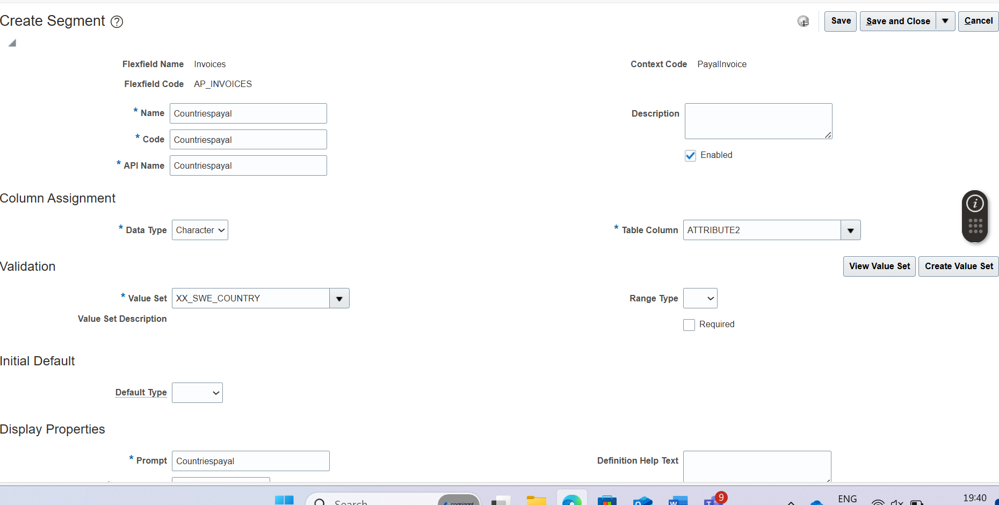 Create Segment ?
Save
Save and Close
Cancel
Flexfield Name Invoices
Context Code PayalInvoice
Flexfield Code AP_INVOICES
* Name Countriespayal
Description
* Code Countriespayal
Enabled
* API Name Countriespayal
Column Assignment
* Data Type Character
* Table Column ATTRIBUTE2
Validation
View Value Set
Create Value Set
* Value Set XX_SWE_COUNTRY
Range Type
Value Set Description
Required
Initial Default
Default Type
Display Properties
* Prompt Countriespayal
Definition Help Text
Search
cognizant
9
ENG
19:40